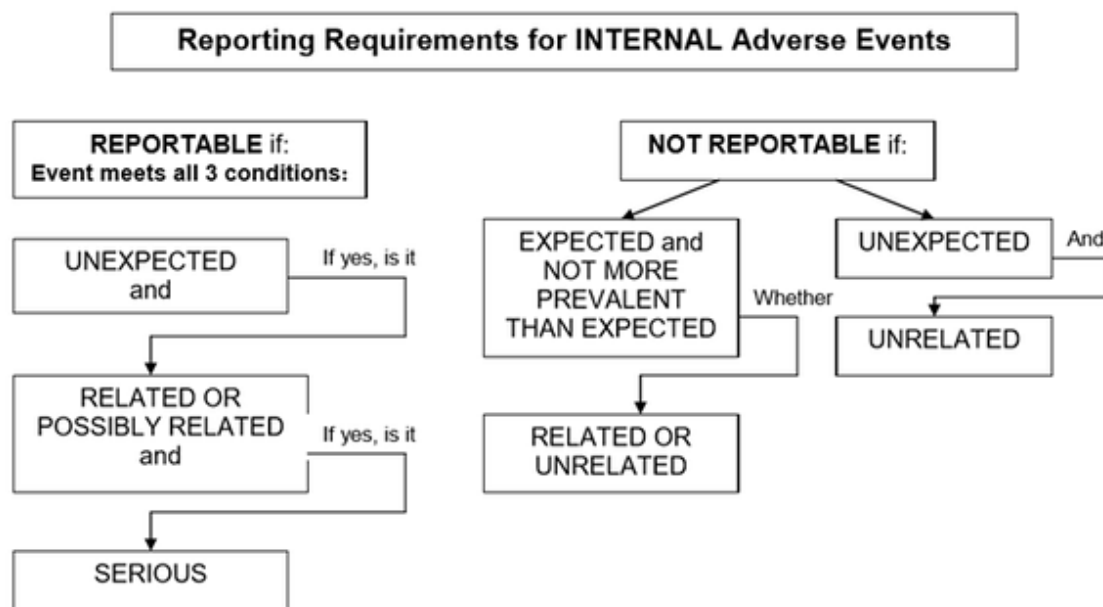 Reporting Requirements for INTERNAL Adverse Events
REPORTABLE if:
Event meets all 3 conditions:
UNEXPECTED
and
If yes, is it
RELATED OR
POSSIBLY RELATED
and
If yes, is it
SERIOUS
NOT REPORTABLE if:
EXPECTED and
NOT MORE
PREVALENT
THAN EXPECTED
Whether
RELATED OR
UNRELATED
UNEXPECTED
And
UNRELATED